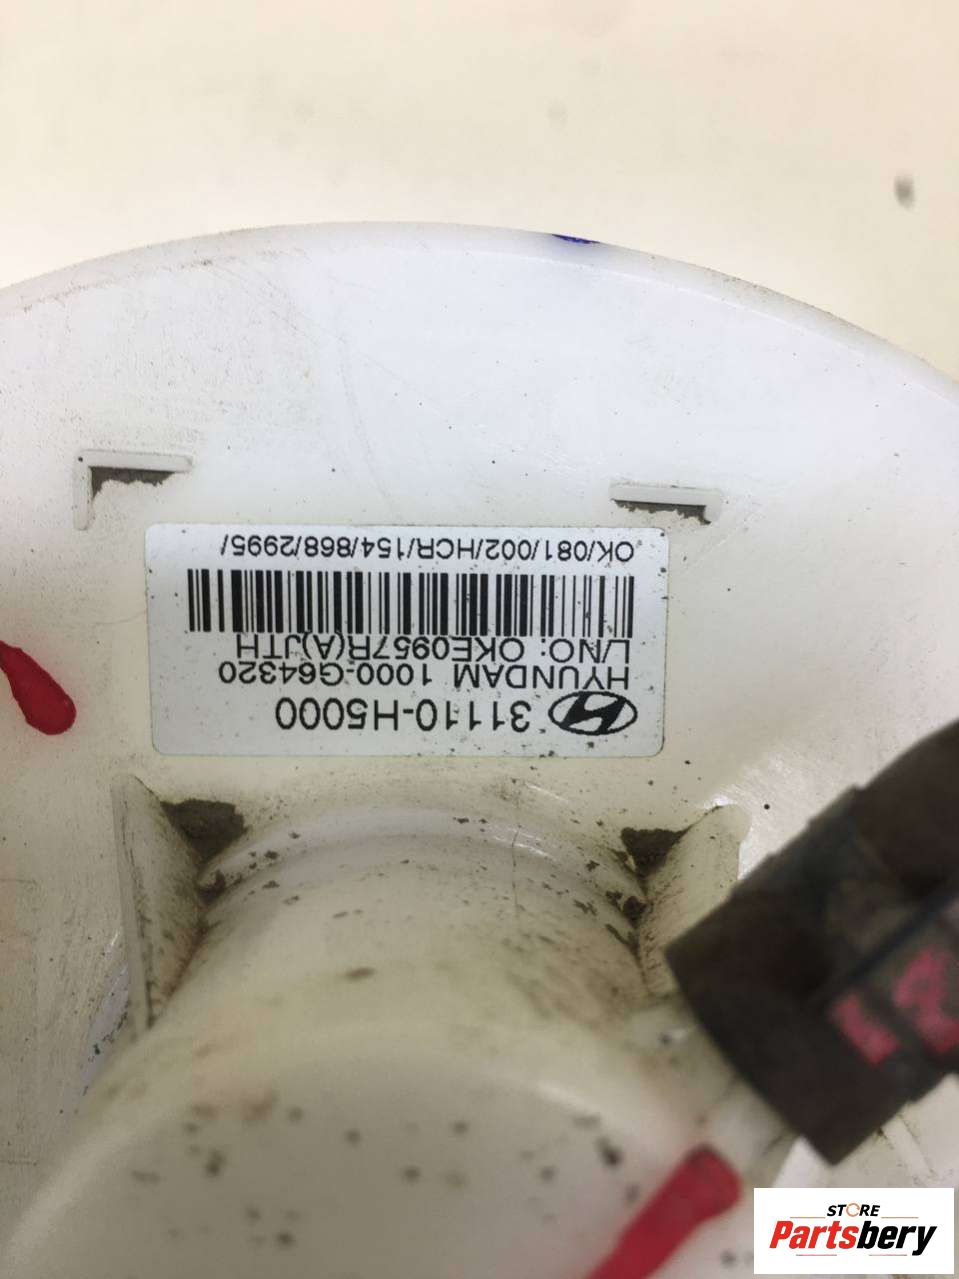 31110-H5000
HYUNDAM 1000-G64320
L/NO: OKE0957R(A)JTH
OK/081/002/HCR/154/868/2995/
STORE
Partsbery